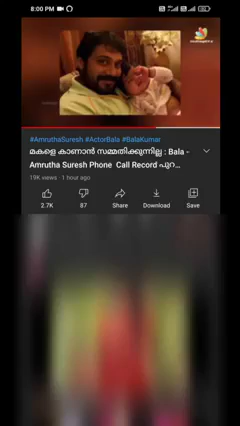 8:00 PM
#AmruthaSuresh #ActorBala #BalaKumar
മകളെ കാണാൻ സമ്മതിക്കുന്നില്ല : Bala -
Amrutha Suresh Phone Call Record പുറ...
19K views · 1 hour ago
2.7K 87 Share Download Save